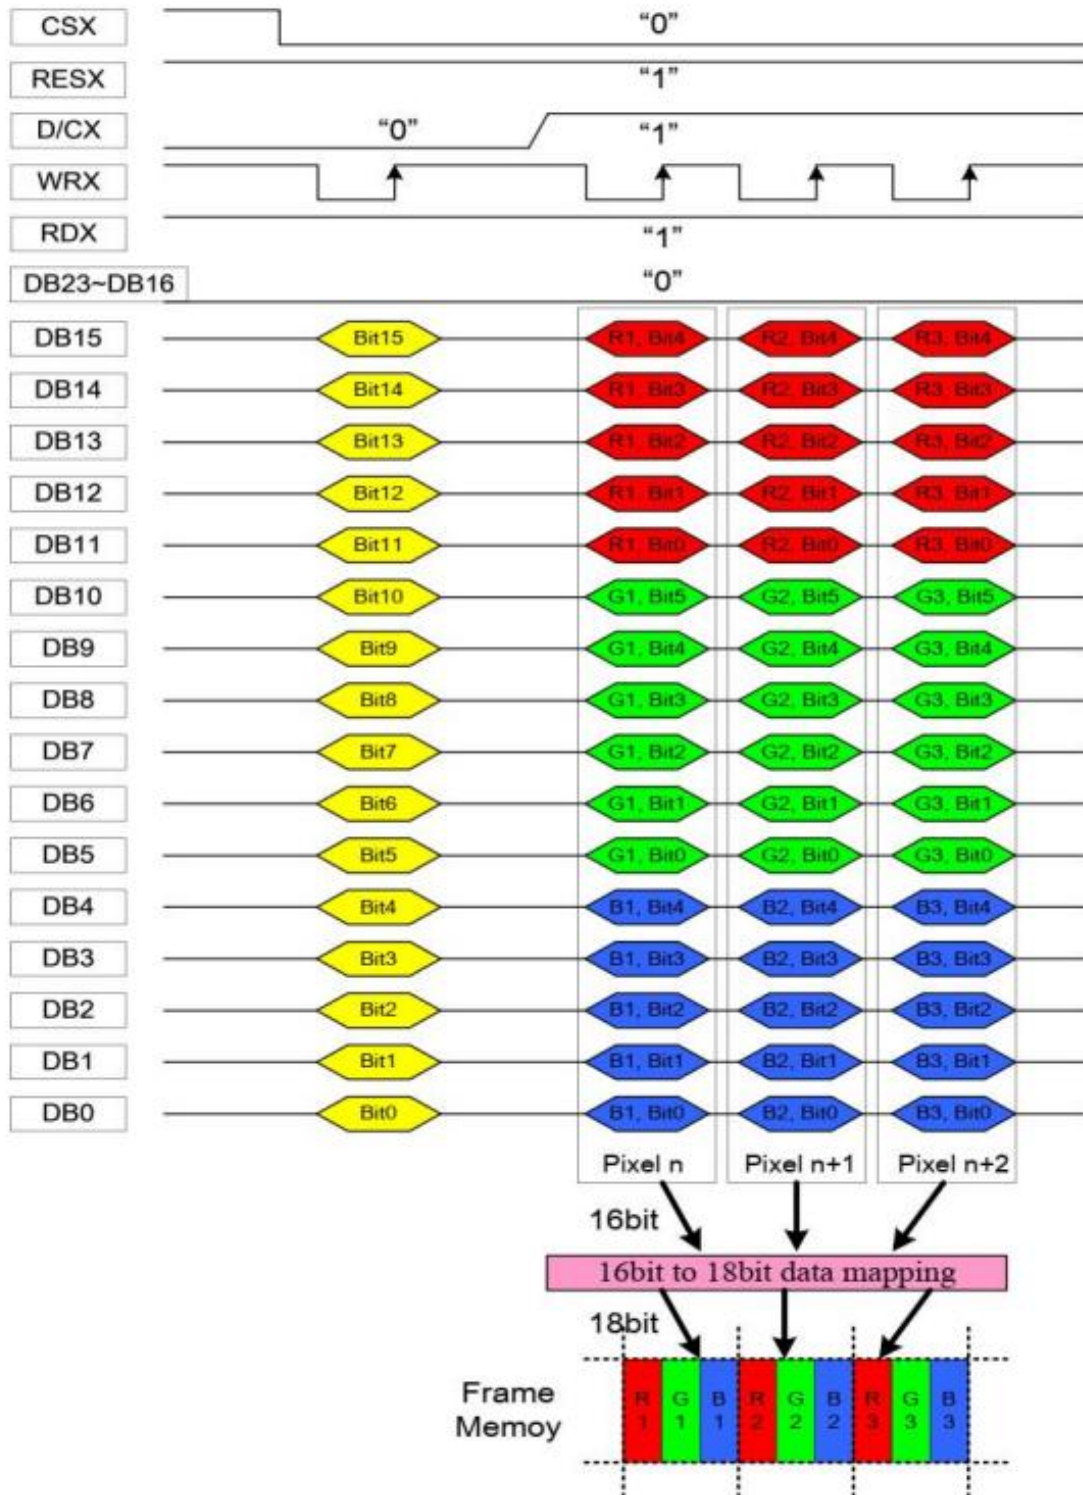 CSX "0"
RESX "1"
D/CX "0" "1"
WRX
RDX "1"
DB23~DB16 "0"
DB15 Bit15 R1, Bit4 R2, Bit4 R3, Bit4
DB14 Bit14 R1, Bit3 R2, Bit3 R3, Bit3
DB13 Bit13 R1, Bit2 R2, Bit2 R3, Bit2
DB12 Bit12 R1, Bit1 R2, Bit1 R3, Bit1
DB11 Bit11 R1, Bit0 R2, Bit0 R3, Bit0
DB10 Bit10 G1, Bit5 G2, Bit5 G3, Bit5
DB9 Bit9 G1, Bit4 G2, Bit4 G3, Bit4
DB8 Bit8 G1, Bit3 G2, Bit3 G3, Bit3
DB7 Bit7 G1, Bit2 G2, Bit2 G3, Bit2
DB6 Bit6 G1, Bit1 G2, Bit1 G3, Bit1
DB5 Bit5 G1, Bit0 G2, Bit0 G3, Bit0
DB4 Bit4 B1, Bit4 B2, Bit4 B3, Bit4
DB3 Bit3 B1, Bit3 B2, Bit3 B3, Bit3
DB2 Bit2 B1, Bit2 B2, Bit2 B3, Bit2
DB1 Bit1 B1, Bit1 B2, Bit1 B3, Bit1
DB0 Bit0 B1, Bit0 B2, Bit0 B3, Bit0
Pixel n Pixel n+1 Pixel n+2
16bit
16bit to 18bit data mapping
18bit
Frame
Memoy
R G B R G B R G B
1 1 1 2 2 2 3 3 3